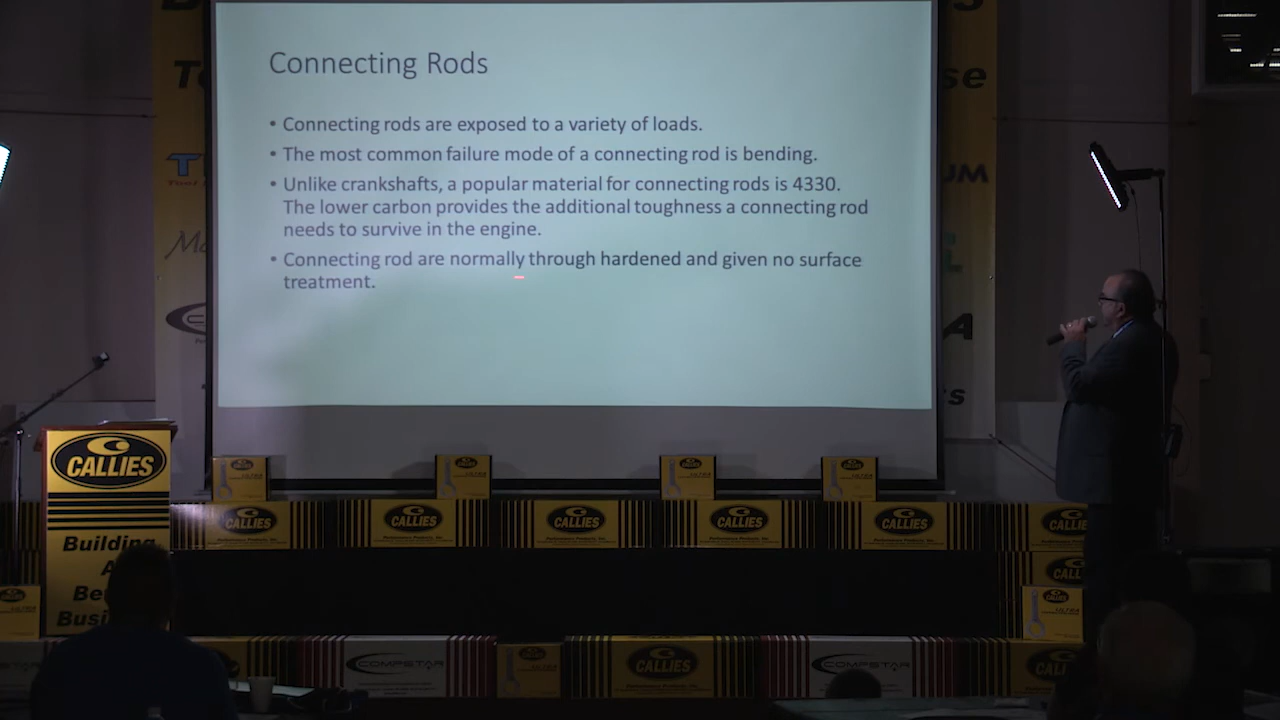 Connecting Rods
• Connecting rods are exposed to a variety of loads.
• The most common failure mode of a connecting rod is bending.
• Unlike crankshafts, a popular material for connecting rods is 4330.
The lower carbon provides the additional toughness a connecting rod
needs to survive in the engine.
• Connecting rod are normally through hardened and given no surface
treatment.
CALLIES
Building
CALLIES
CALLIES
CALLIES
CALLIES
CALLIES
COMPSTAR
CALLIES
COMPSTAR